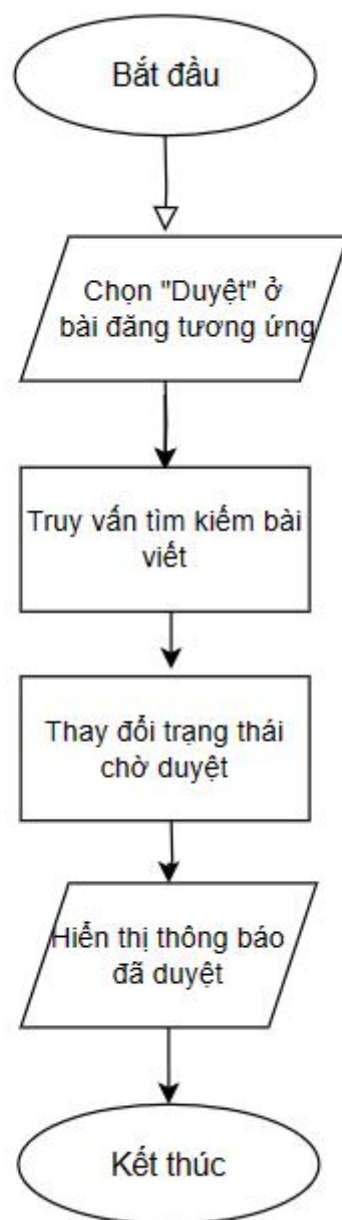 Bắt đầu
Chọn "Duyệt" ở
bài đăng tương ứng
Truy vấn tìm kiếm bài
viết
Thay đổi trạng thái
chờ duyệt
Hiển thị thông báo
đã duyệt
Kết thúc